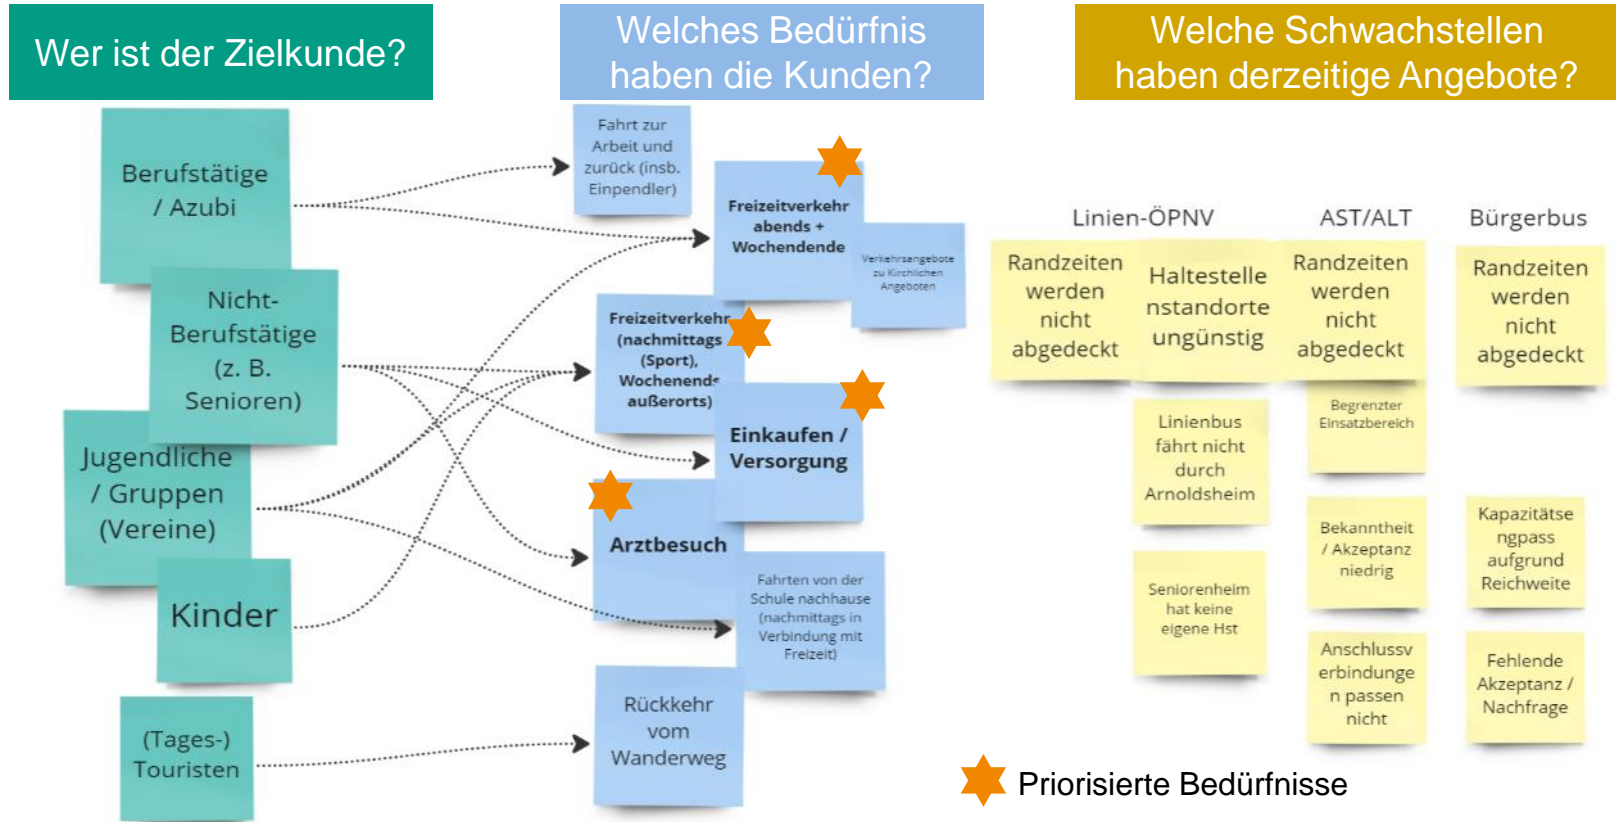 Wer ist der Zielkunde?
Welches Bedürfnis
haben die Kunden?
Welche Schwachstellen
haben derzeitige Angebote?
Berufstätige
/ Azubi
Nicht-
Berufstätige
(z. B.
Senioren)
Jugendliche
/ Gruppen
(Vereine)
Kinder
(Tages-)
Touristen
Fahrt zur
Arbeit und
zurück (insb.
Einpendler)
Freizeitverkehr
abends +
Wochendende
Verkehrsangebote
zu Kirchlichen
Angeboten
Freizeitverkehr
(nachmittags
(Sport),
Wochenende
außerorts)
Einkaufen /
Versorgung
Arztbesuch
Fahrten von der
Schule nachhause
(nachmittags in
Verbindung mit
Freizeit)
Rückkehr
vom
Wanderweg
Linien-ÖPNV
Randzeiten
werden
nicht
abgedeckt
Haltestelle
nstandorte
ungünstig
Linienbus
fährt nicht
durch
Arnoldsheim
Seniorenheim
hat keine
eigene Hst
AST/ALT
Randzeiten
werden
nicht
abgedeckt
Begrenzter
Einsatzbereich
Bekanntheit
/ Akzeptanz
niedrig
Anschlussv
erbindunge
n passen
nicht
Bürgerbus
Randzeiten
werden
nicht
abgedeckt
Kapazitätse
ngpass
aufgrund
Reichweite
Fehlende
Akzeptanz /
Nachfrage
Priorisierte Bedürfnisse